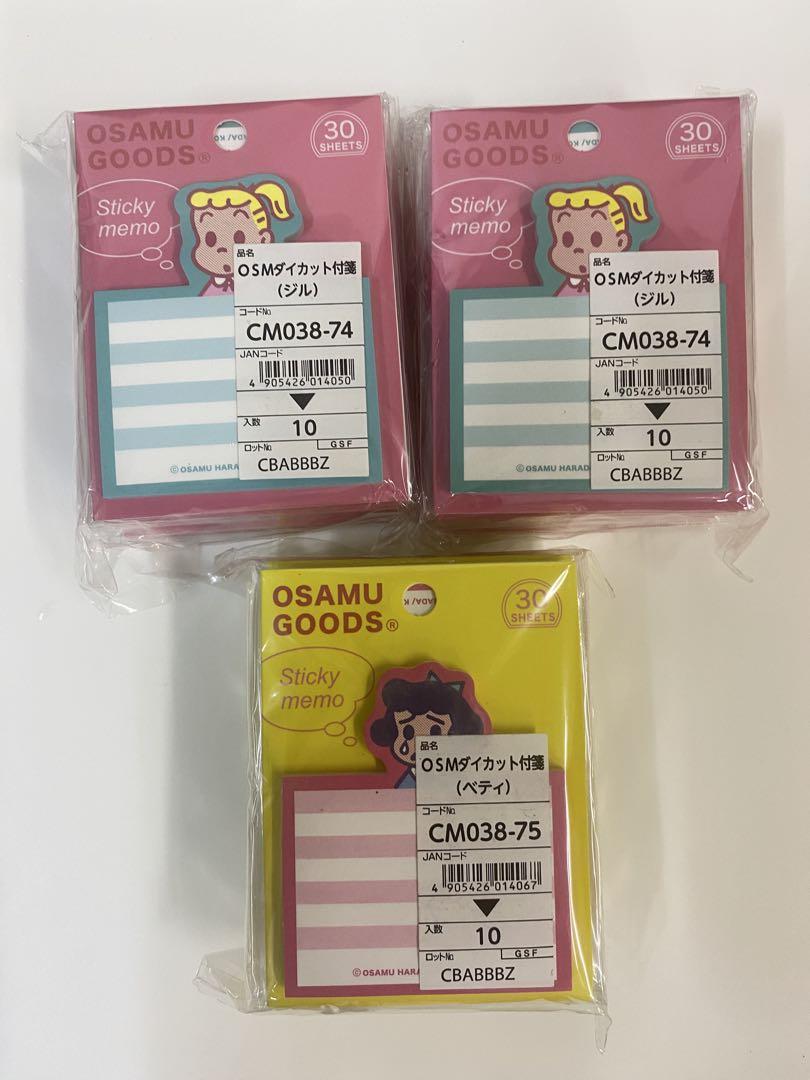 OSAMU
GOODS®
ADA/ KO
30
SHEETS
Sticky
memo
品名
OSMダイカット付箋
(ジル)
コードNo.
CM038-74
JANコード
4 905426 014050
入数
10
ロットNo.
GSF
CBABBBZ
© OSAMU HARA
OSAMU
GOODS®
ADA/ KO
30
SHEETS
Sticky
memo
品名
OSMダイカット付箋
(ジル)
コードNo.
CM038-74
JANコード
4 905426 014050
入数
10
ロットNo.
GSF
CBABBBZ
© OSAMU HARAD
OSAMU
GOODS®
ADA/ K
30
SHEETS
Sticky
memo
品名
OSMダイカット付箋
(ベティ)
コードNo.
CM038-75
JANコード
4 905426 014067
入数
10
ロットNo.
GSF
CBABBBZ
© OSAMU HARA